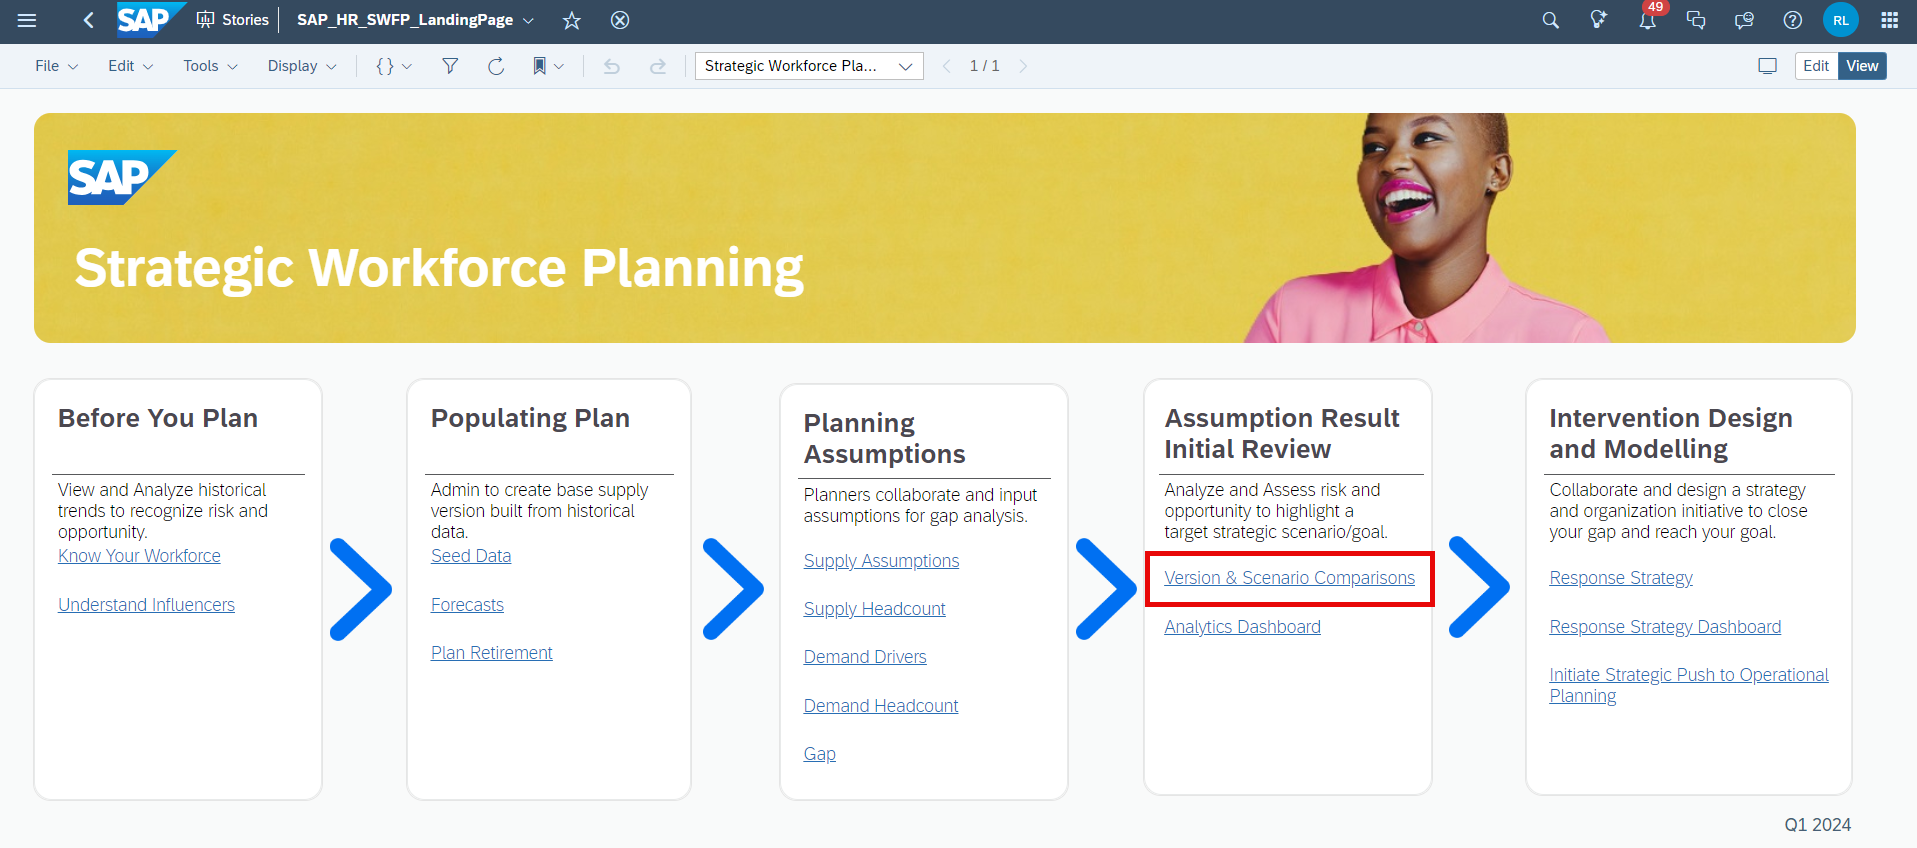 SAP Stories SAP_HR_SWFP_LandingPage 49 RL
File Edit Tools Display { } Strategic Workforce Pla... 1 / 1 Edit View
SAP
Strategic Workforce Planning
Before You Plan
View and Analyze historical
trends to recognize risk and
opportunity.
Know Your Workforce
Understand Influencers
Populating Plan
Admin to create base supply
version built from historical
data.
Seed Data
Forecasts
Plan Retirement
Planning
Assumptions
Planners collaborate and input
assumptions for gap analysis.
Supply Assumptions
Supply Headcount
Demand Drivers
Demand Headcount
Gap
Assumption Result
Initial Review
Analyze and Assess risk and
opportunity to highlight a
target strategic scenario/goal.
Version & Scenario Comparisons
Analytics Dashboard
Intervention Design
and Modelling
Collaborate and design a strategy
and organization initiative to close
your gap and reach your goal.
Response Strategy
Response Strategy Dashboard
Initiate Strategic Push to Operational
Planning
Q1 2024